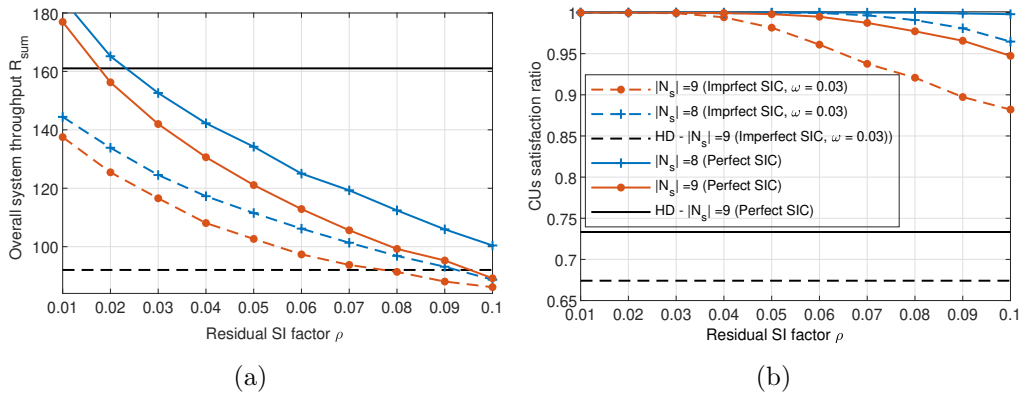 180
160
140
120
100
0.01 0.02 0.03 0.04 0.05 0.06 0.07 0.08 0.09 0.1
Overall system throughput R_sum
Residual SI factor ρ
(a)
1
0.95
0.9
0.85
0.8
0.75
0.7
0.65
0.01 0.02 0.03 0.04 0.05 0.06 0.07 0.08 0.09 0.1
CUs satisfaction ratio
Residual SI factor ρ
|N_s| =9 (Imprfect SIC, ω = 0.03)
|N_s| =8 (Imprfect SIC, ω = 0.03)
HD - |N_s| =9 (Imperfect SIC, ω = 0.03))
|N_s| =8 (Perfect SIC)
|N_s| =9 (Perfect SIC)
HD - |N_s| =9 (Perfect SIC)
(b)